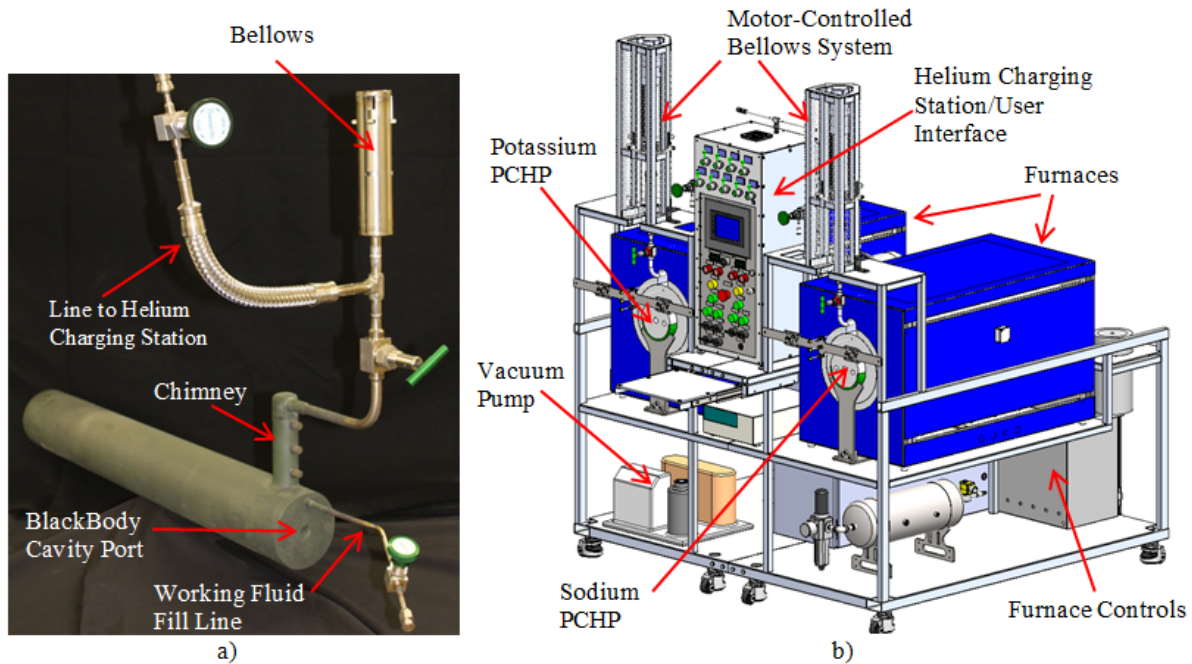 Bellows
Line to Helium
Charging Station
Chimney
BlackBody
Cavity Port
Working Fluid
Fill Line
a)
Motor-Controlled
Bellows System
Helium Charging
Station/User
Interface
Potassium
PCHP
Furnaces
Vacuum
Pump
Sodium
PCHP
Furnace Controls
b)